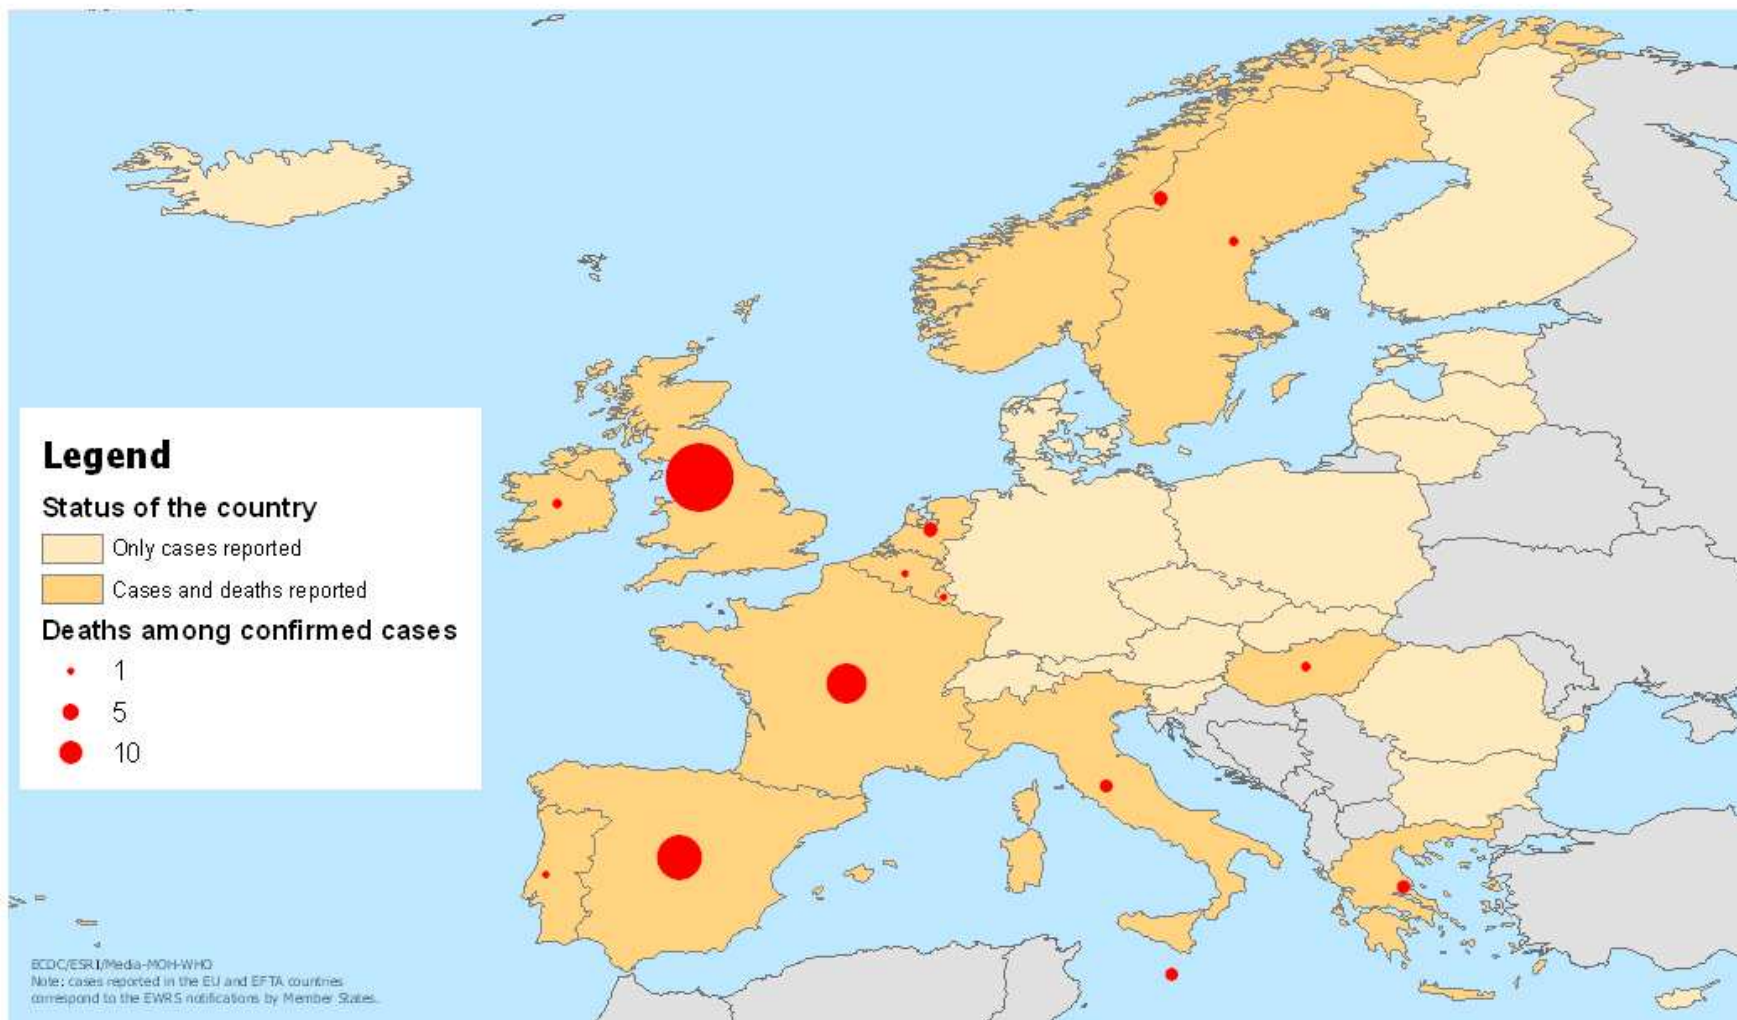 Legend
Status of the country
Only cases reported
Cases and deaths reported
Deaths among confirmed cases
1
5
10
ECDC/ESRI/Media-MOH-WHO
Note: cases reported in the EU and EFTA countries
correspond to the EWRS notifications by Member States.